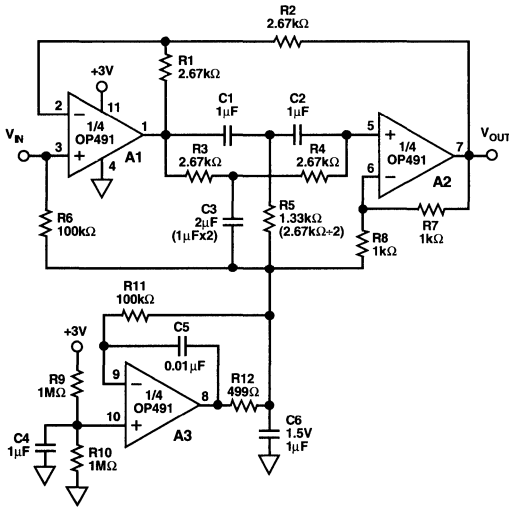 R2
2.67kΩ
R1
2.67kΩ
+3V
2
11
1/4
OP491
1
3
4
A1
VIN
C1
1μF
C2
1μF
R3
2.67kΩ
R4
2.67kΩ
5
1/4
OP491
7
6
A2
VOUT
R6
100kΩ
C3
2μF
(1μFx2)
R5
1.33kΩ
(2.67kΩ÷2)
R8
1kΩ
R7
1kΩ
R11
100kΩ
C5
0.01μF
+3V
R9
1MΩ
9
1/4
OP491
8
10
A3
R12
499Ω
C4
1μF
R10
1MΩ
C6
1.5V
1μF